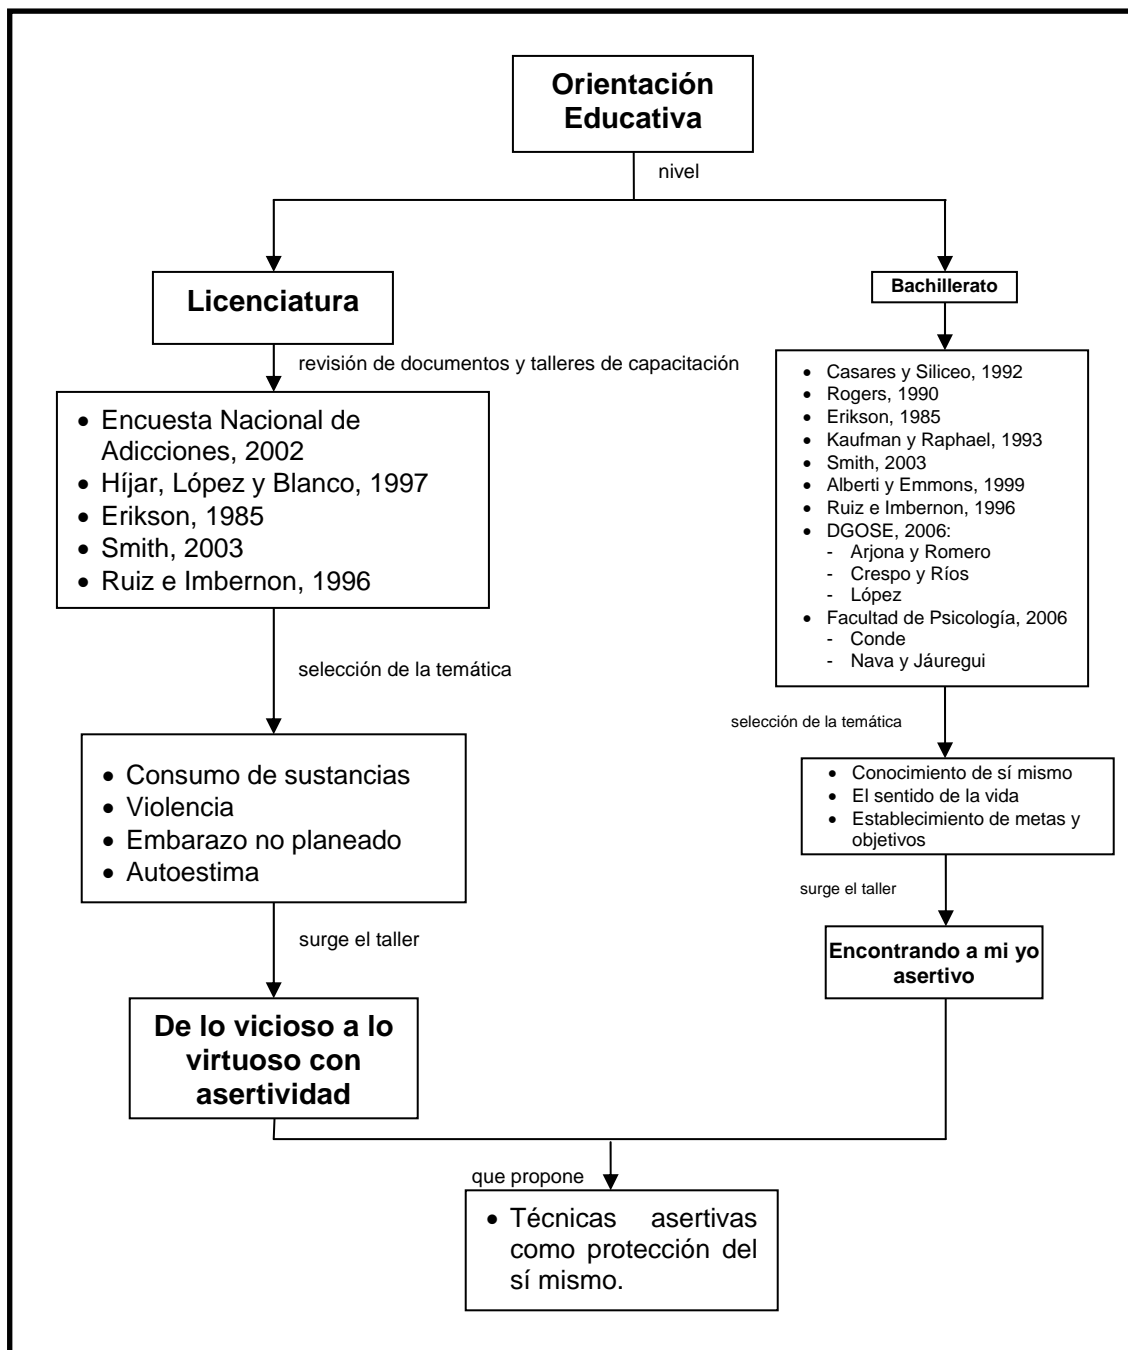 Orientación
Educativa
nivel
Licenciatura
revisión de documentos y talleres de capacitación
• Encuesta Nacional de
Adicciones, 2002
• Híjar, López y Blanco, 1997
• Erikson, 1985
• Smith, 2003
• Ruiz e Imbernon, 1996
selección de la temática
• Consumo de sustancias
• Violencia
• Embarazo no planeado
• Autoestima
surge el taller
De lo vicioso a lo
virtuoso con
asertividad
Bachillerato
• Casares y Siliceo, 1992
• Rogers, 1990
• Erikson, 1985
• Kaufman y Raphael, 1993
• Smith, 2003
• Alberti y Emmons, 1999
• Ruiz e Imbernon, 1996
• DGOSE, 2006:
- Arjona y Romero
- Crespo y Ríos
- López
• Facultad de Psicología, 2006
- Conde
- Nava y Jáuregui
selección de la temática
• Conocimiento de sí mismo
• El sentido de la vida
• Establecimiento de metas y
objetivos
surge el taller
Encontrando a mi yo
asertivo
que propone
• Técnicas asertivas
como protección del
sí mismo.